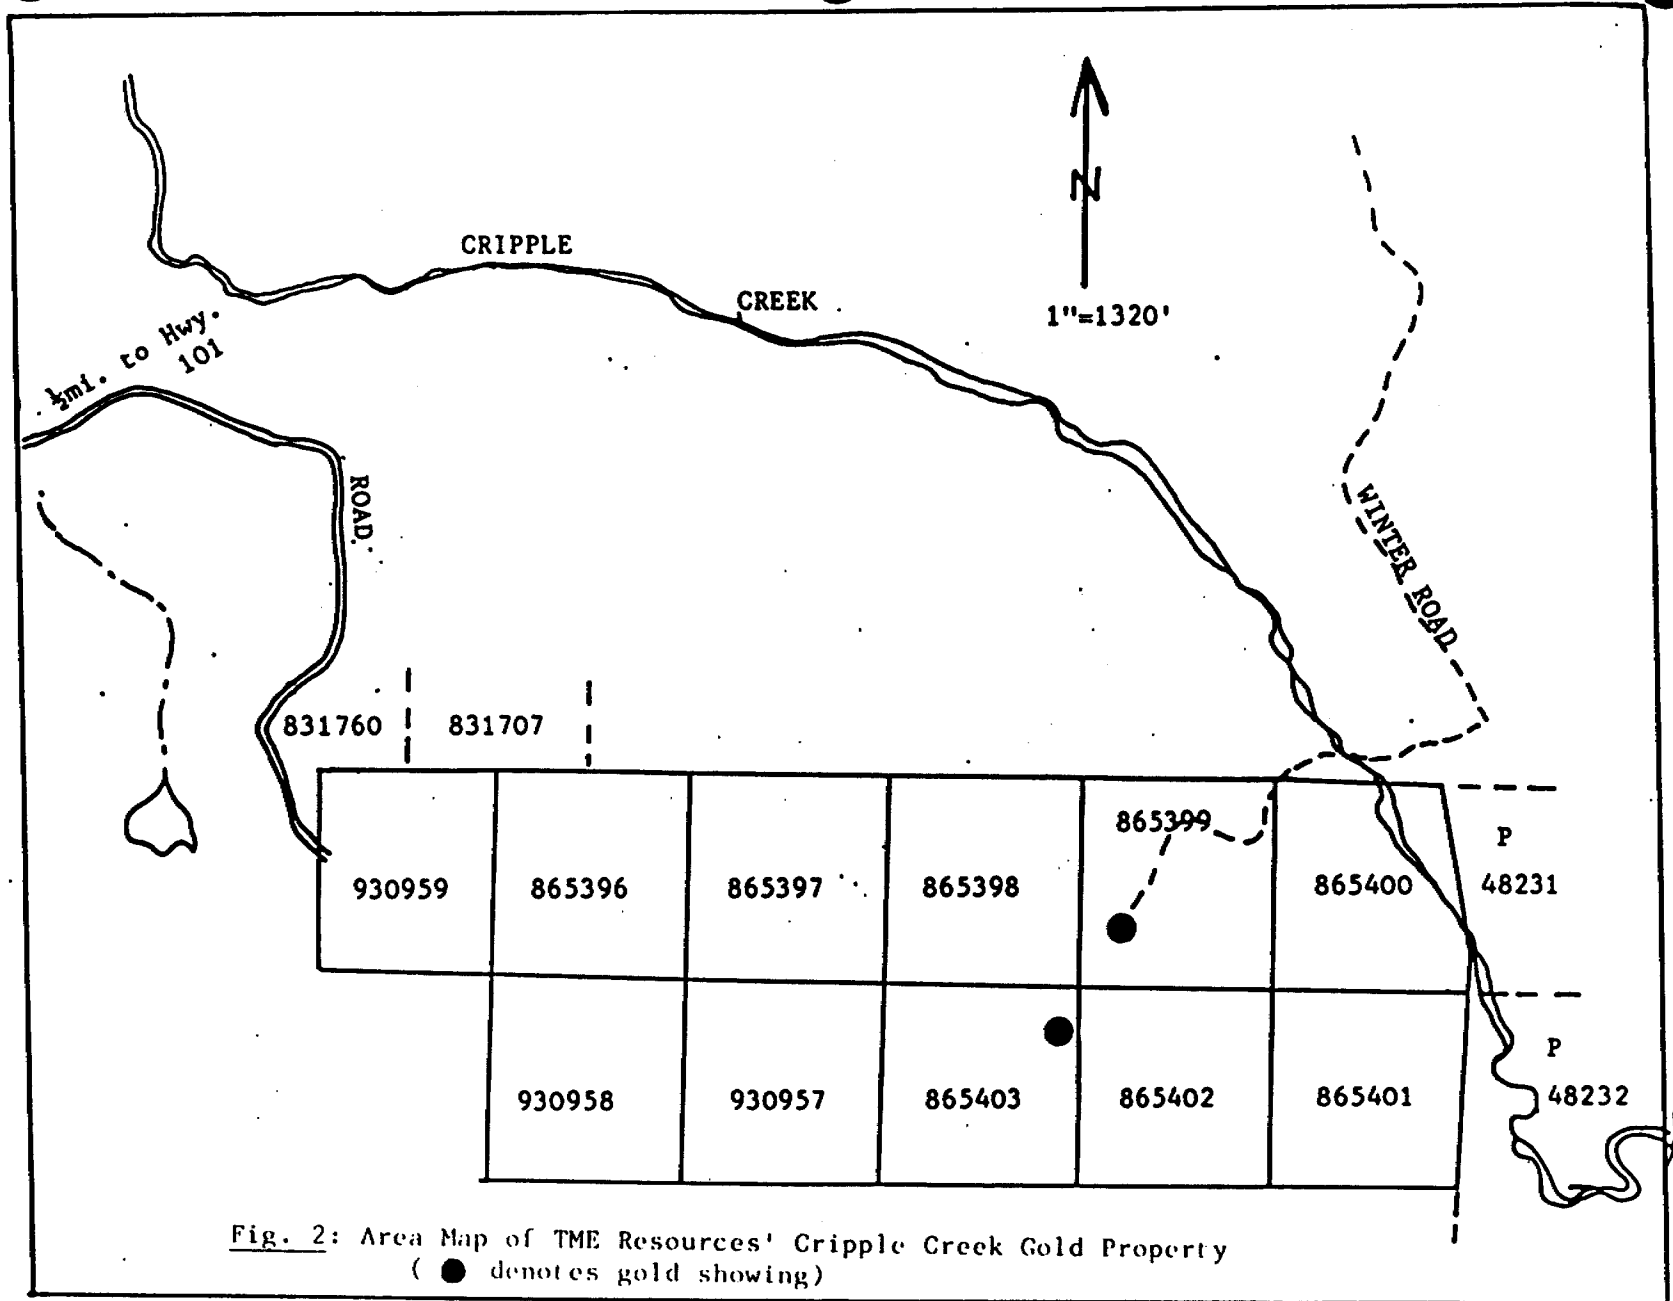 N
CRIPPLE
CREEK
1"=1320'
½mi. to Hwy.
101
ROAD
WINTER ROAD
831760
831707
865399
P
930959
865396
865397
865398
865400
48231
P
930958
930957
865403
865402
865401
48232
Fig. 2: Area Map of TME Resources' Cripple Creek Gold Property
( ● denotes gold showing)